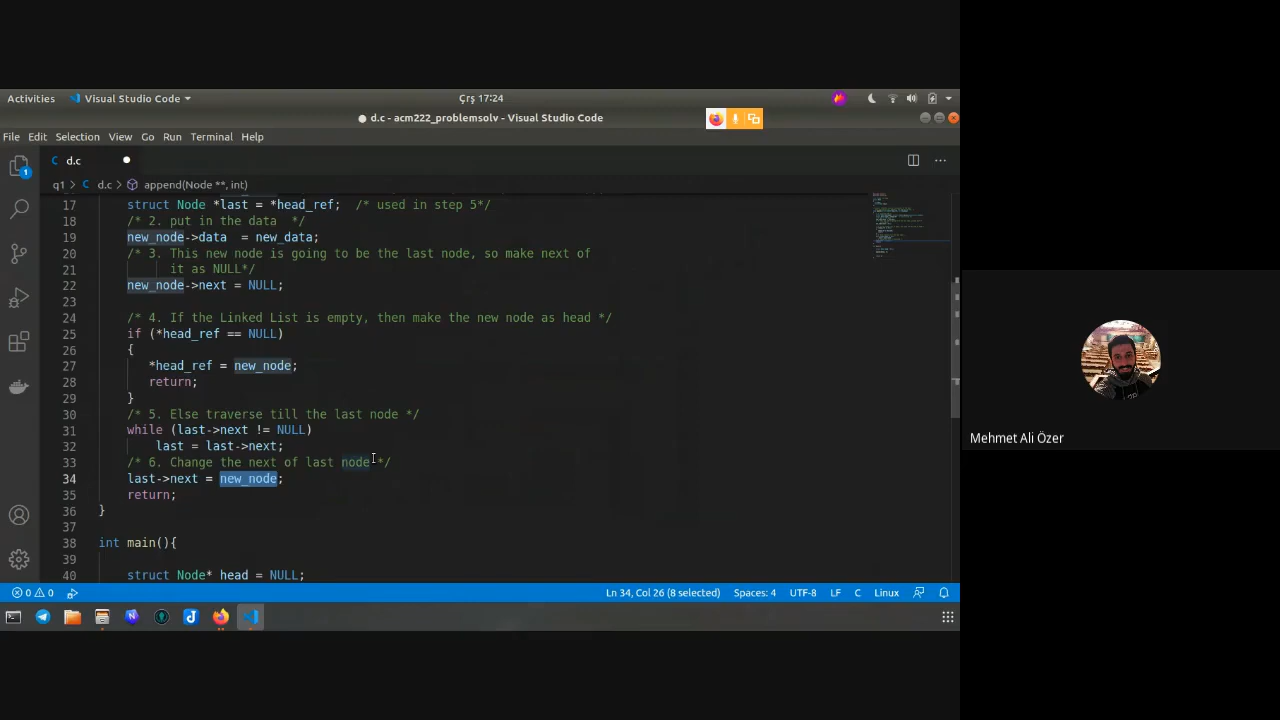 Activities Visual Studio Code Çrş 17:24
● d.c - acm222_problemsolv - Visual Studio Code
File Edit Selection View Go Run Terminal Help
C d.c
q1 > C d.c > append(Node **, int)
17 struct Node *last = *head_ref; /* used in step 5*/
18 /* 2. put in the data */
19 new_node->data = new_data;
20 /* 3. This new node is going to be the last node, so make next of
21 it as NULL*/
22 new_node->next = NULL;
23
24 /* 4. If the Linked List is empty, then make the new node as head */
25 if (*head_ref == NULL)
26 {
27 *head_ref = new_node;
28 return;
29 }
30 /* 5. Else traverse till the last node */
31 while (last->next != NULL)
32 last = last->next;
33 /* 6. Change the next of last node */
34 last->next = new_node;
35 return;
36 }
37
38 int main(){
39
40 struct Node* head = NULL;
1
0 0 Ln 34, Col 26 (8 selected) Spaces: 4 UTF-8 LF C Linux
Mehmet Ali Özer